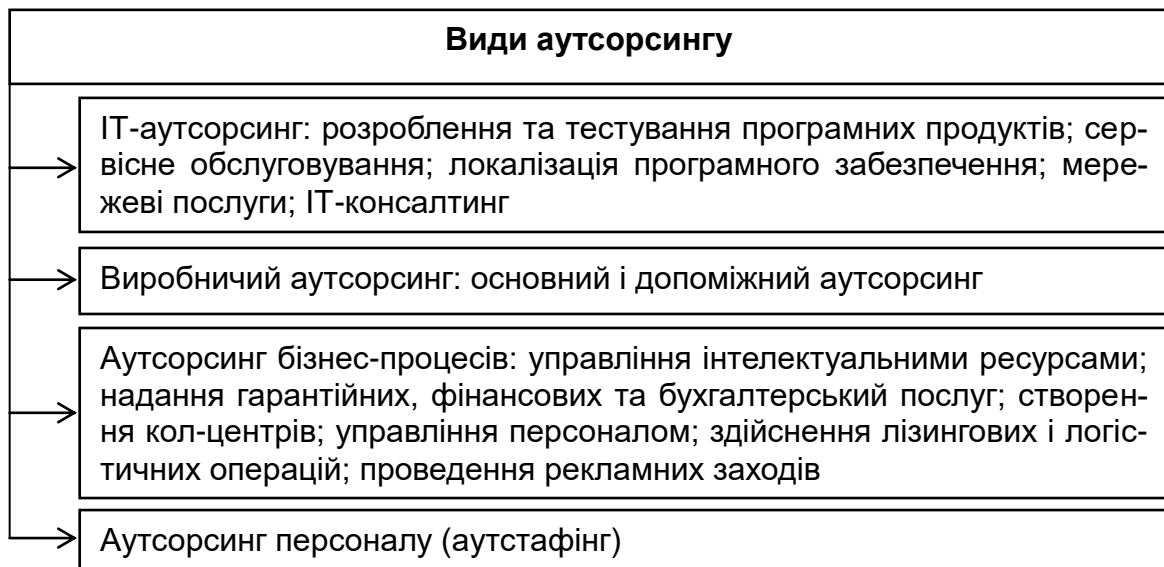 Види аутсорсингу
ІТ-аутсорсинг: розроблення та тестування програмних продуктів; сер-
вісне обслуговування; локалізація програмного забезпечення; мере-
жеві послуги; ІТ-консалтинг
Виробничий аутсорсинг: основний і допоміжний аутсорсинг
Аутсорсинг бізнес-процесів: управління інтелектуальними ресурсами;
надання гарантійних, фінансових та бухгалтерський послуг; створен-
ня кол-центрів; управління персоналом; здійснення лізингових і логіс-
тичних операцій; проведення рекламних заходів
Аутсорсинг персоналу (аутстафінг)